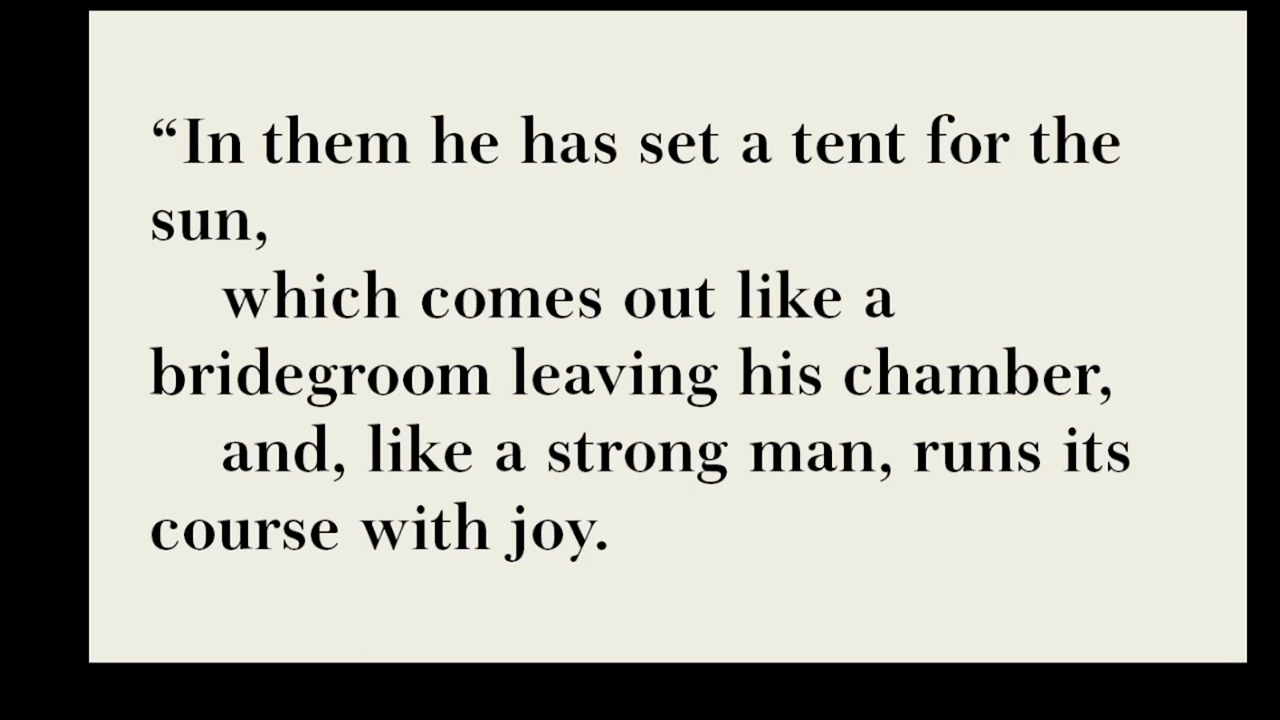 “In them he has set a tent for the
sun,
which comes out like a
bridegroom leaving his chamber,
and, like a strong man, runs its
course with joy.